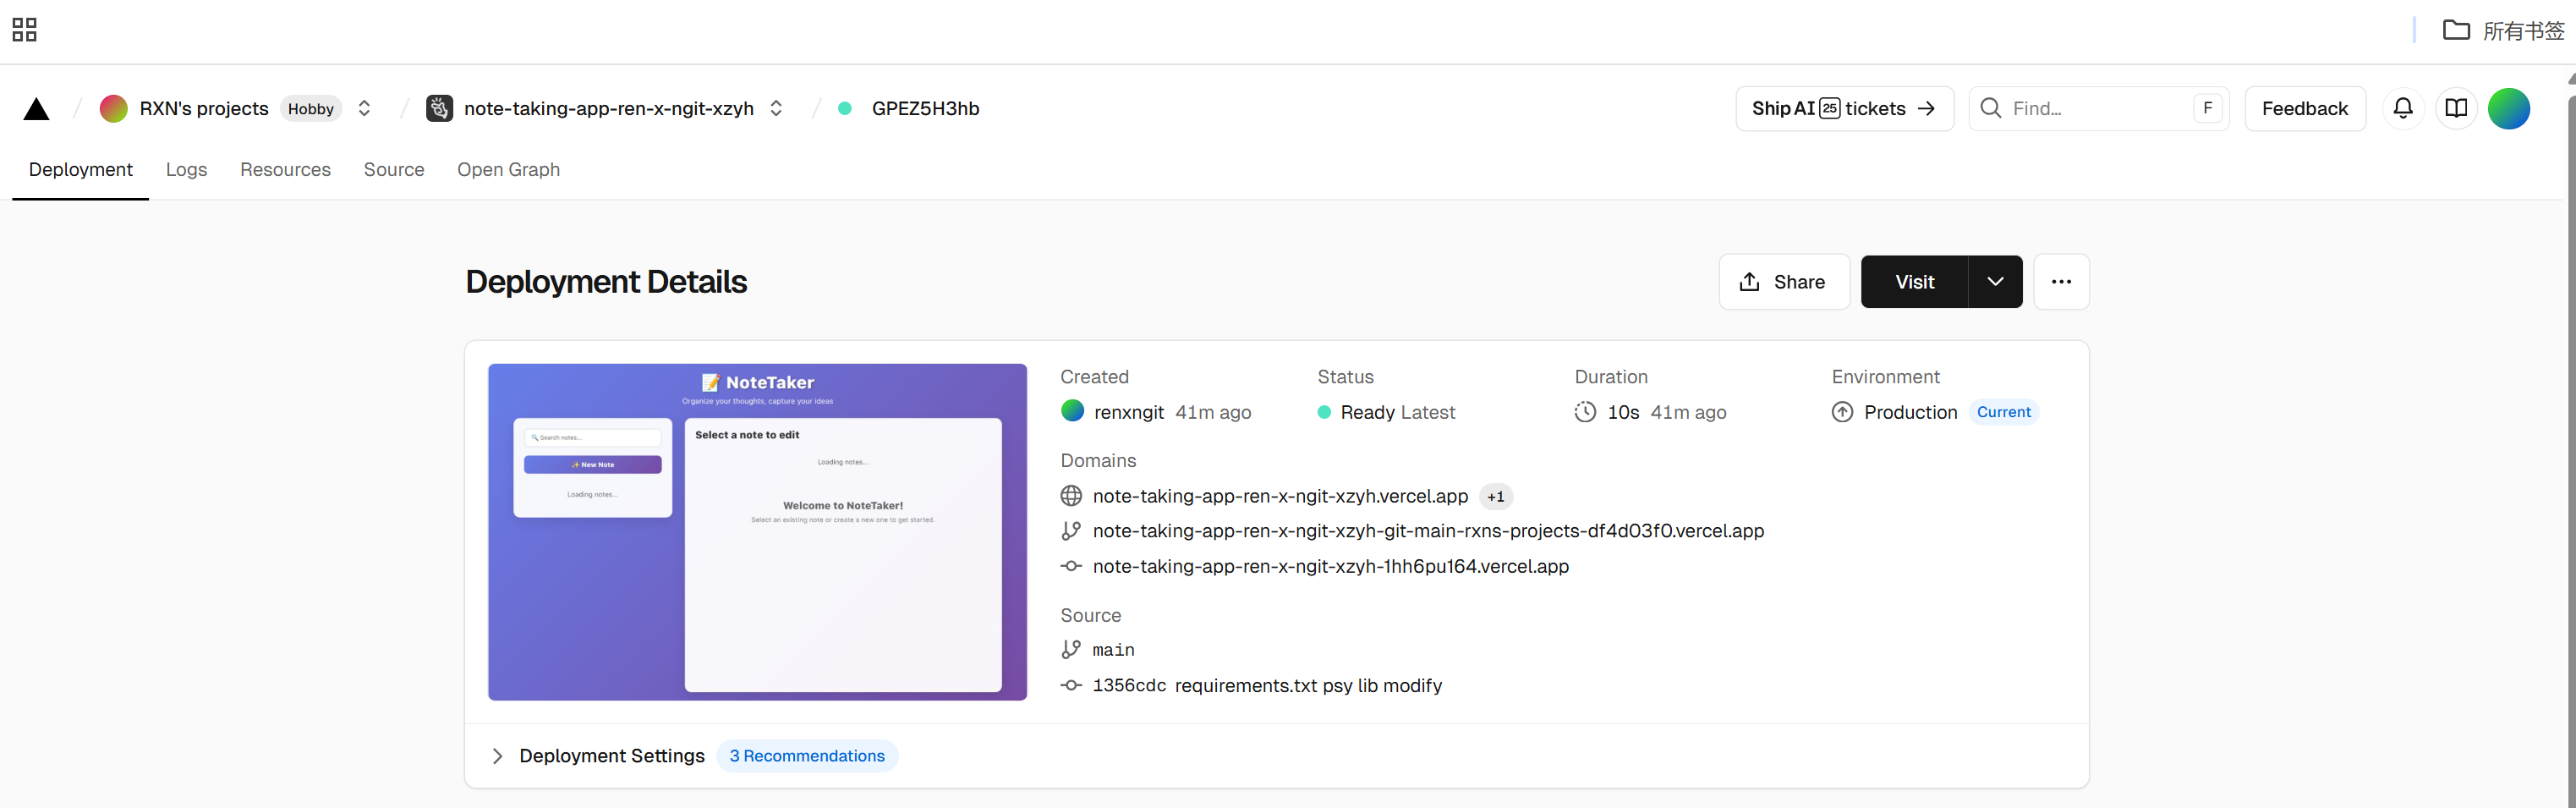 所有书签
RXN's projects Hobby note-taking-app-ren-x-ngit-xzyh GPEZ5H3hb Ship AI 25 tickets → Find... F Feedback
Deployment Logs Resources Source Open Graph
Deployment Details Share Visit
📝 NoteTaker
Organize your thoughts, capture your ideas
🔍 Search notes...
✨ New Note
Loading notes...
Select a note to edit
Loading notes...
Welcome to NoteTaker!
Select an existing note or create a new one to get started.
Created Status Duration Environment
renxngit 41m ago Ready Latest 10s 41m ago Production Current
Domains
note-taking-app-ren-x-ngit-xzyh.vercel.app +1
note-taking-app-ren-x-ngit-xzyh-git-main-rxns-projects-df4d03f0.vercel.app
note-taking-app-ren-x-ngit-xzyh-1hh6pu164.vercel.app
Source
main
1356cdc requirements.txt psy lib modify
Deployment Settings 3 Recommendations